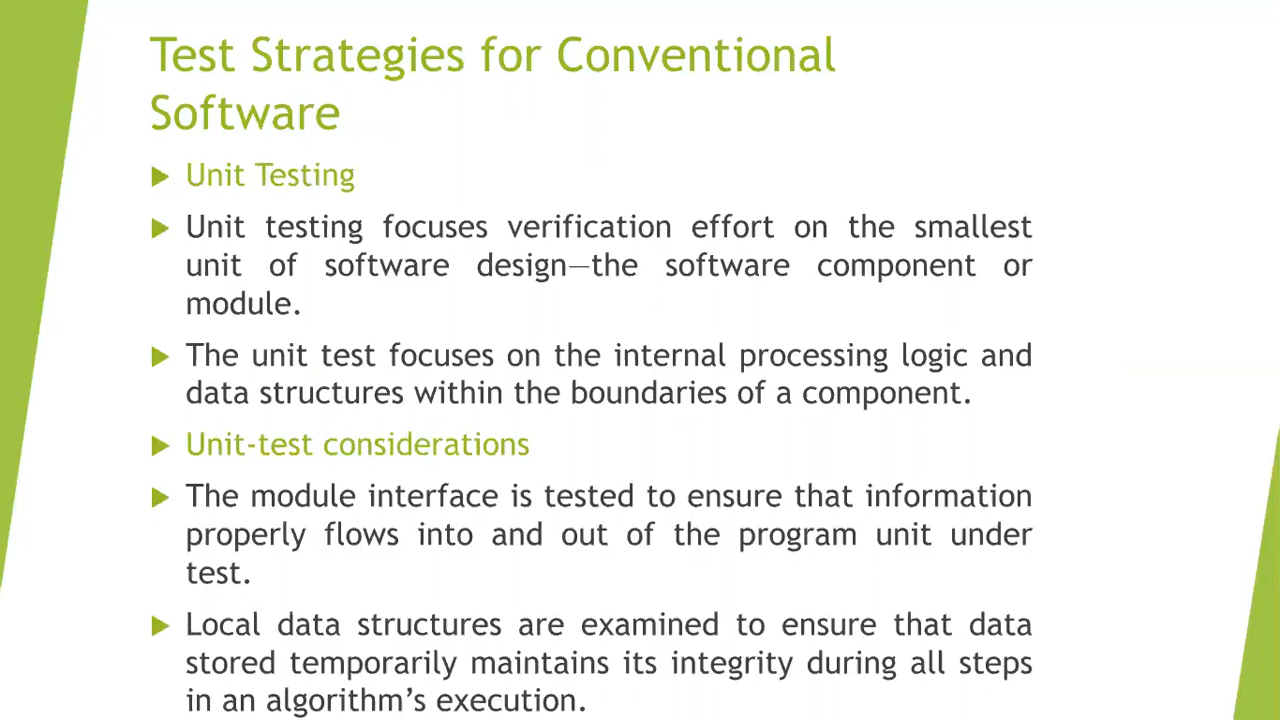 Test Strategies for Conventional
Software
Unit Testing
Unit testing focuses verification effort on the smallest
unit of software design—the software component or
module.
The unit test focuses on the internal processing logic and
data structures within the boundaries of a component.
Unit-test considerations
The module interface is tested to ensure that information
properly flows into and out of the program unit under
test.
Local data structures are examined to ensure that data
stored temporarily maintains its integrity during all steps
in an algorithm’s execution.